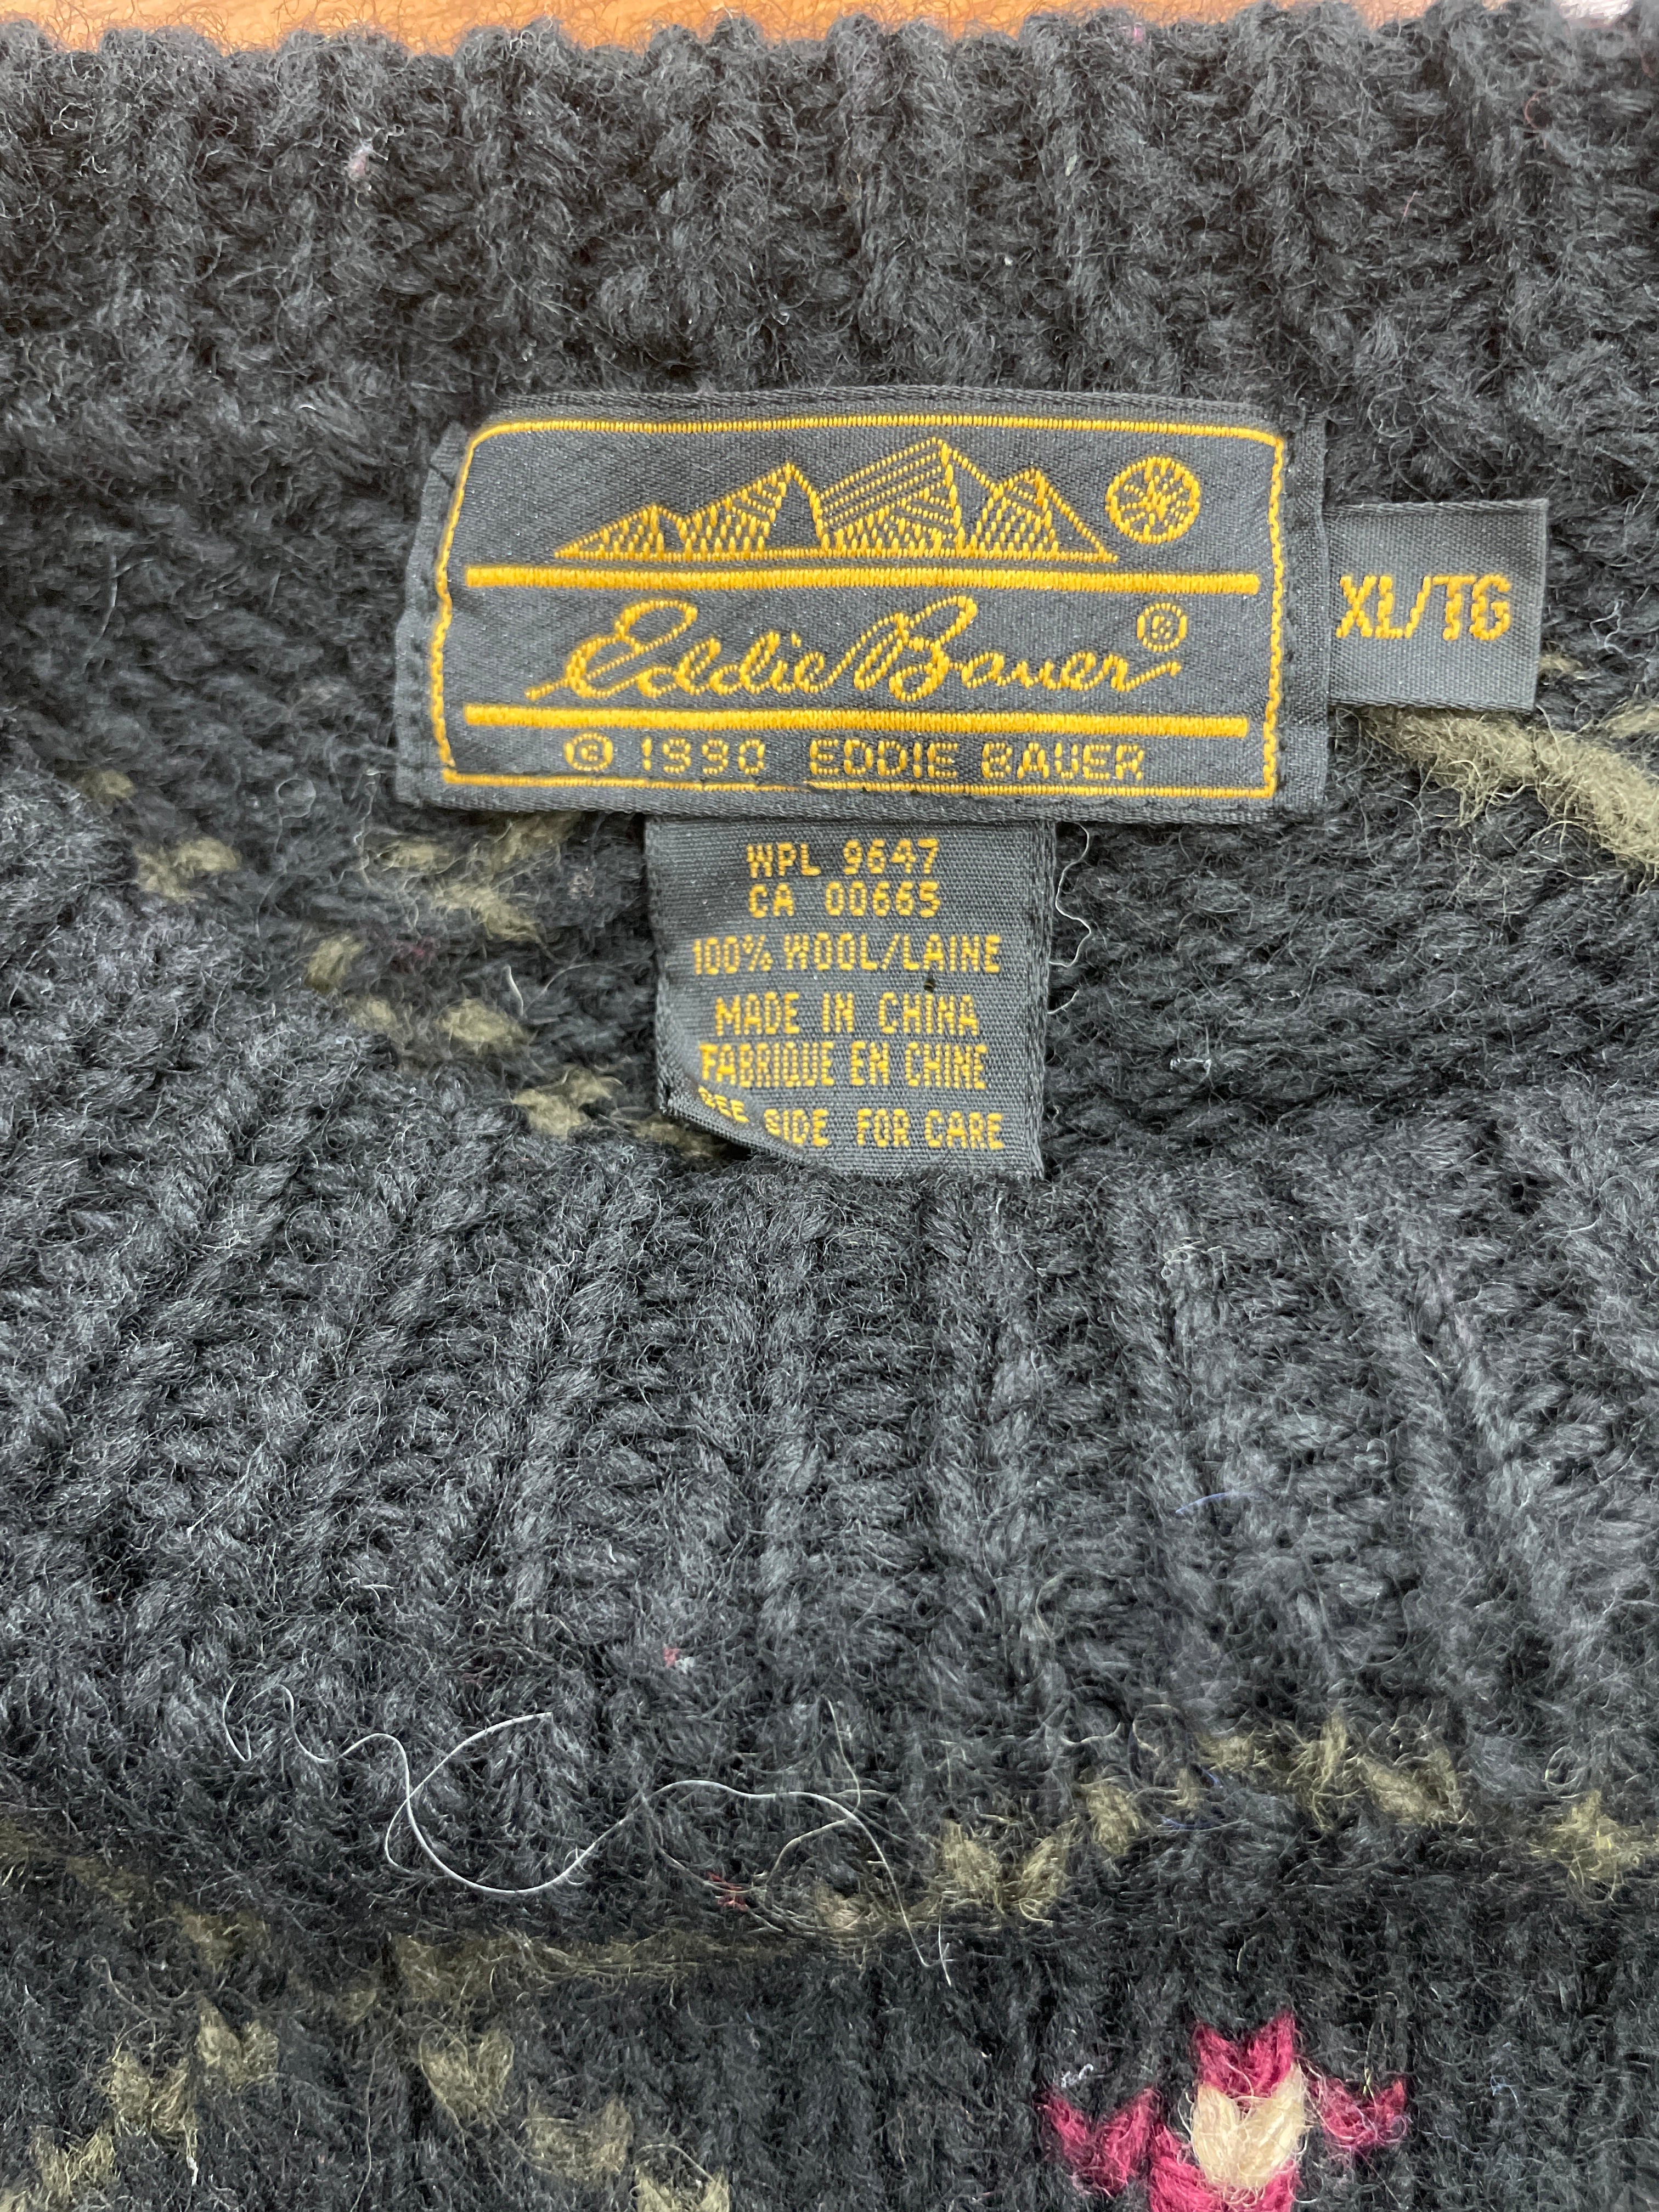 Eddie Bauer ®
© 1990 EDDIE BAUER
XL/TG
WPL 9647
CA 00665
100% WOOL/LAINE
MADE IN CHINA
FABRIQUE EN CHINE
SEE SIDE FOR CARE